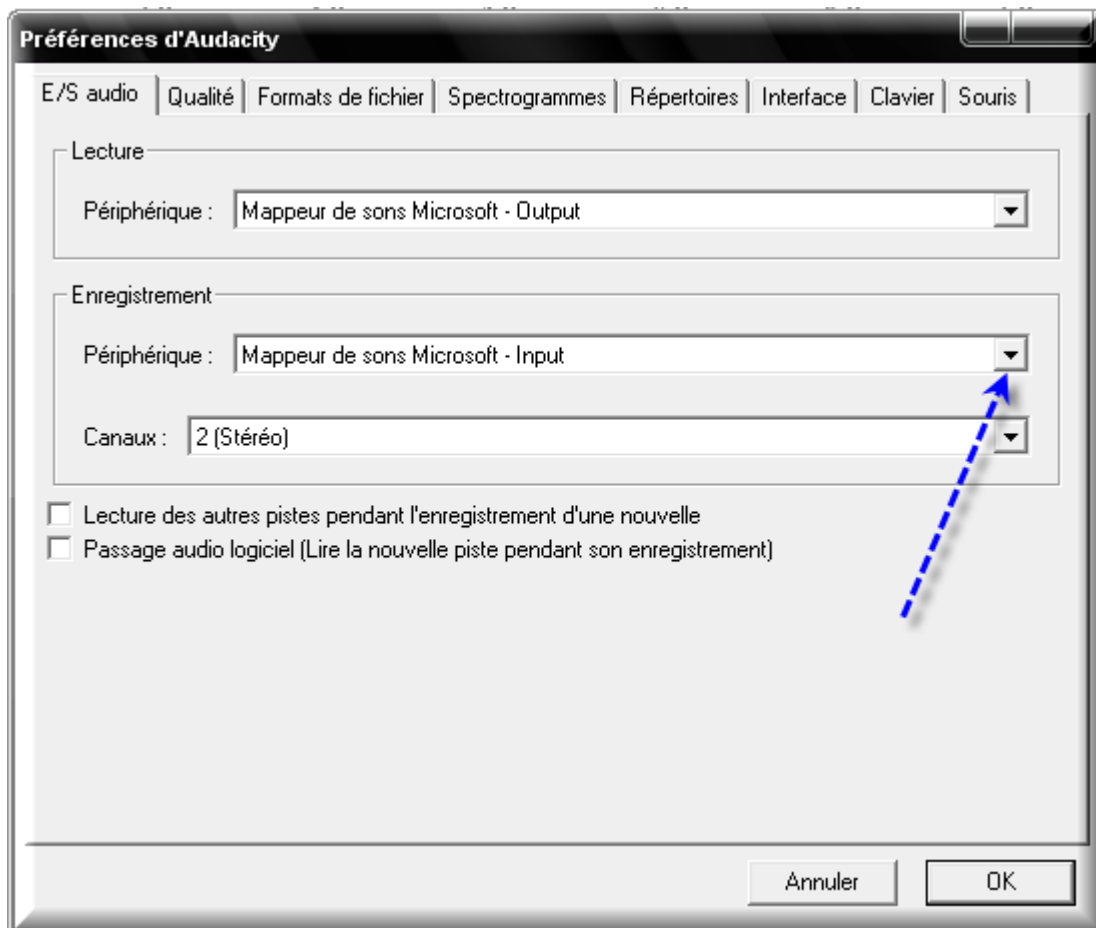 Préférences d'Audacity
E/S audio Qualité Formats de fichier Spectrogrammes Répertoires Interface Clavier Souris
Lecture
Périphérique : Mappeur de sons Microsoft - Output
Enregistrement
Périphérique : Mappeur de sons Microsoft - Input
Canaux : 2 (Stéréo)
Lecture des autres pistes pendant l'enregistrement d'une nouvelle
Passage audio logiciel (Lire la nouvelle piste pendant son enregistrement)
Annuler OK